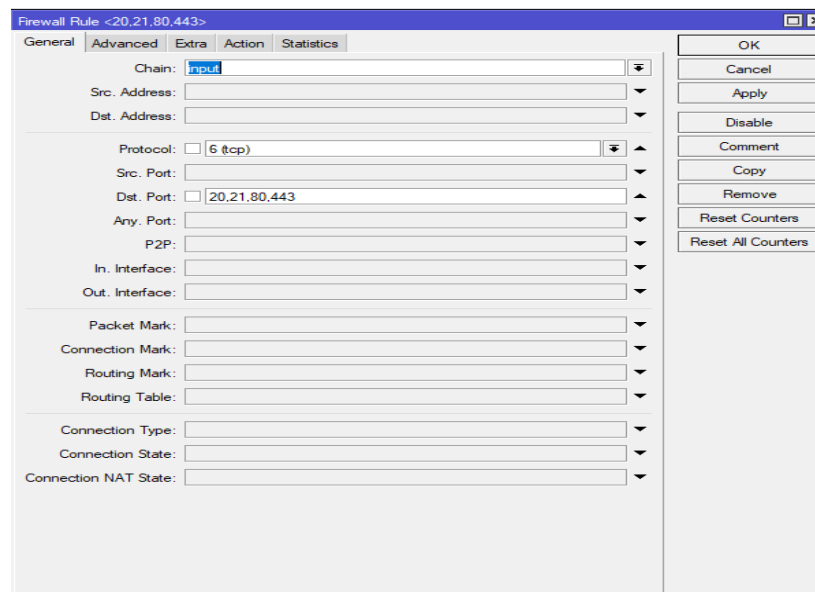 Firewall Rule <20,21,80,443>
General Advanced Extra Action Statistics
Chain: input
Src. Address:
Dst. Address:
Protocol: 6 (tcp)
Src. Port:
Dst. Port: 20,21,80,443
Any. Port:
P2P:
In. Interface:
Out. Interface:
Packet Mark:
Connection Mark:
Routing Mark:
Routing Table:
Connection Type:
Connection State:
Connection NAT State:
OK
Cancel
Apply
Disable
Comment
Copy
Remove
Reset Counters
Reset All Counters